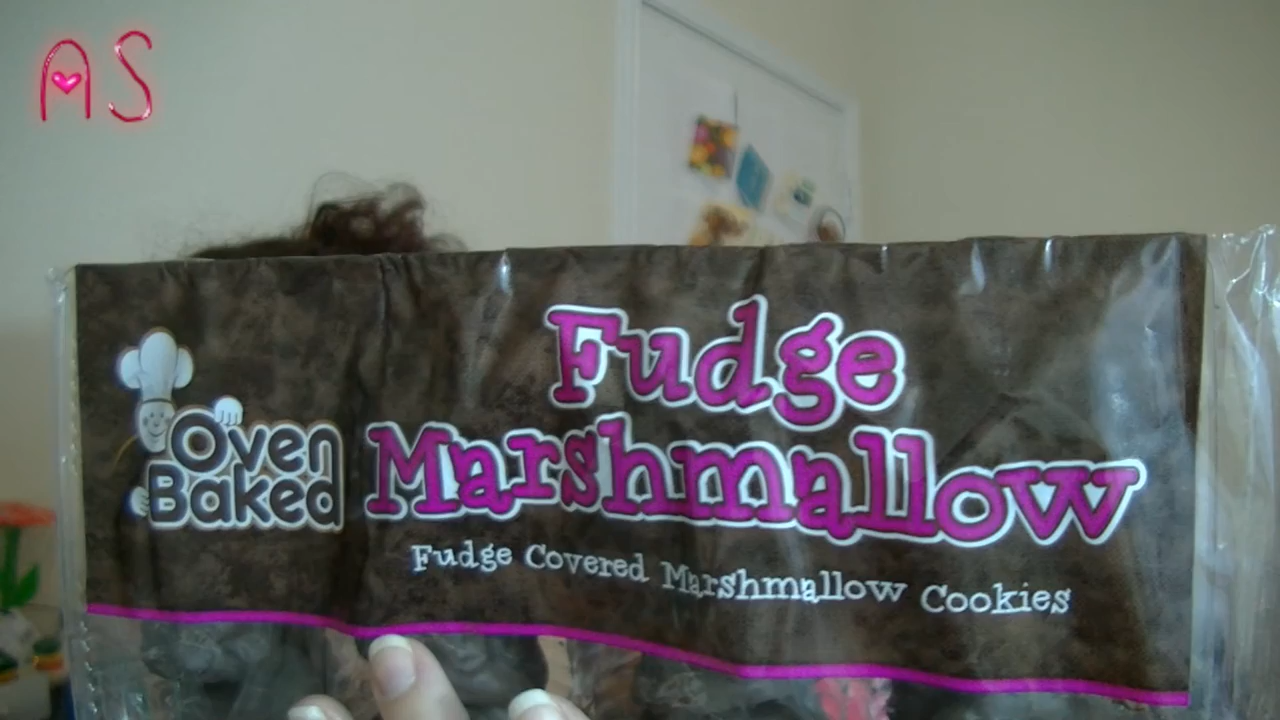 AS
Fudge
Marshmallow
Oven
Baked
Fudge Covered Marshmallow Cookies